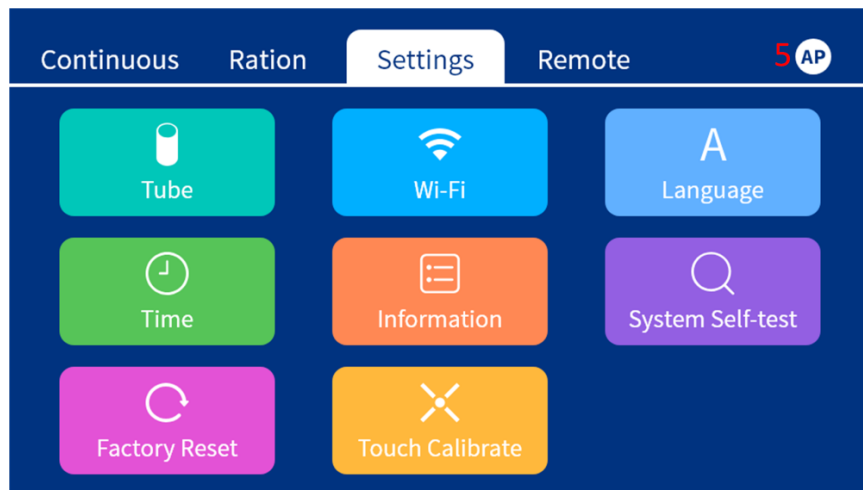 Continuous Ration Settings Remote 5 AP
Tube Wi-Fi A Language
Time Information System Self-test
Factory Reset Touch Calibrate